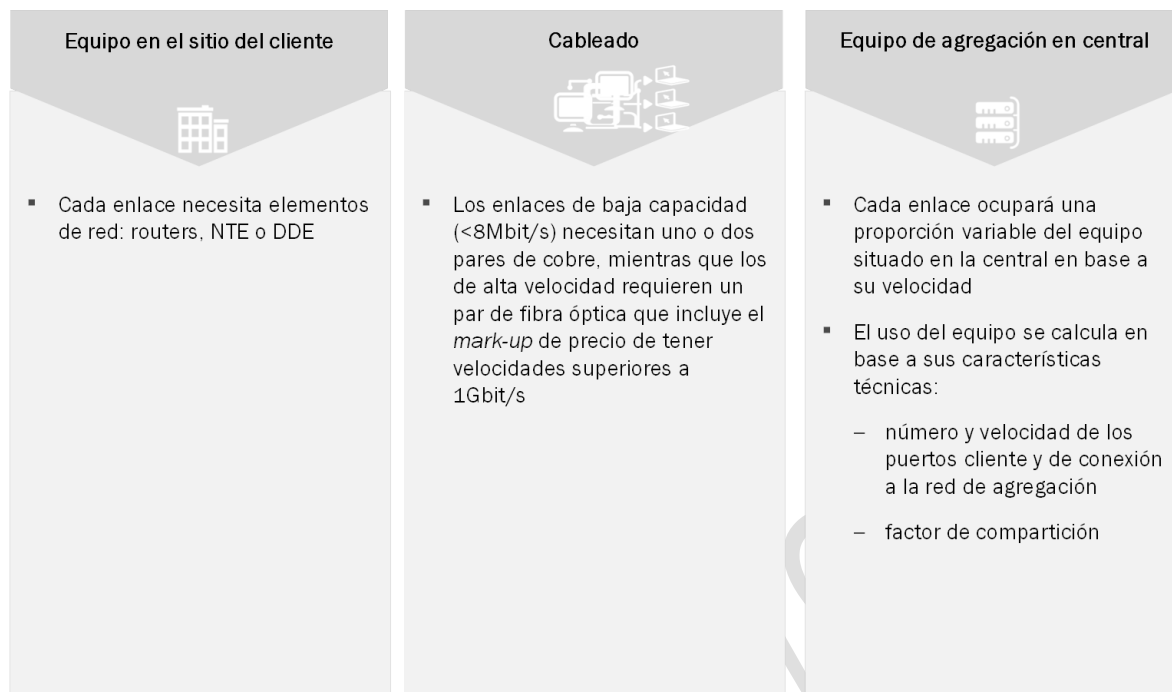 Equipo en el sitio del cliente
▪ Cada enlace necesita elementos
de red: routers, NTE o DDE
Cableado
▪ Los enlaces de baja capacidad
(<8Mbit/s) necesitan uno o dos
pares de cobre, mientras que los
de alta velocidad requieren un
par de fibra óptica que incluye el
mark-up de precio de tener
velocidades superiores a
1Gbit/s
Equipo de agregación en central
▪ Cada enlace ocupará una
proporción variable del equipo
situado en la central en base a
su velocidad
▪ El uso del equipo se calcula en
base a sus características
técnicas:
– número y velocidad de los
puertos cliente y de conexión
a la red de agregación
– factor de compartición